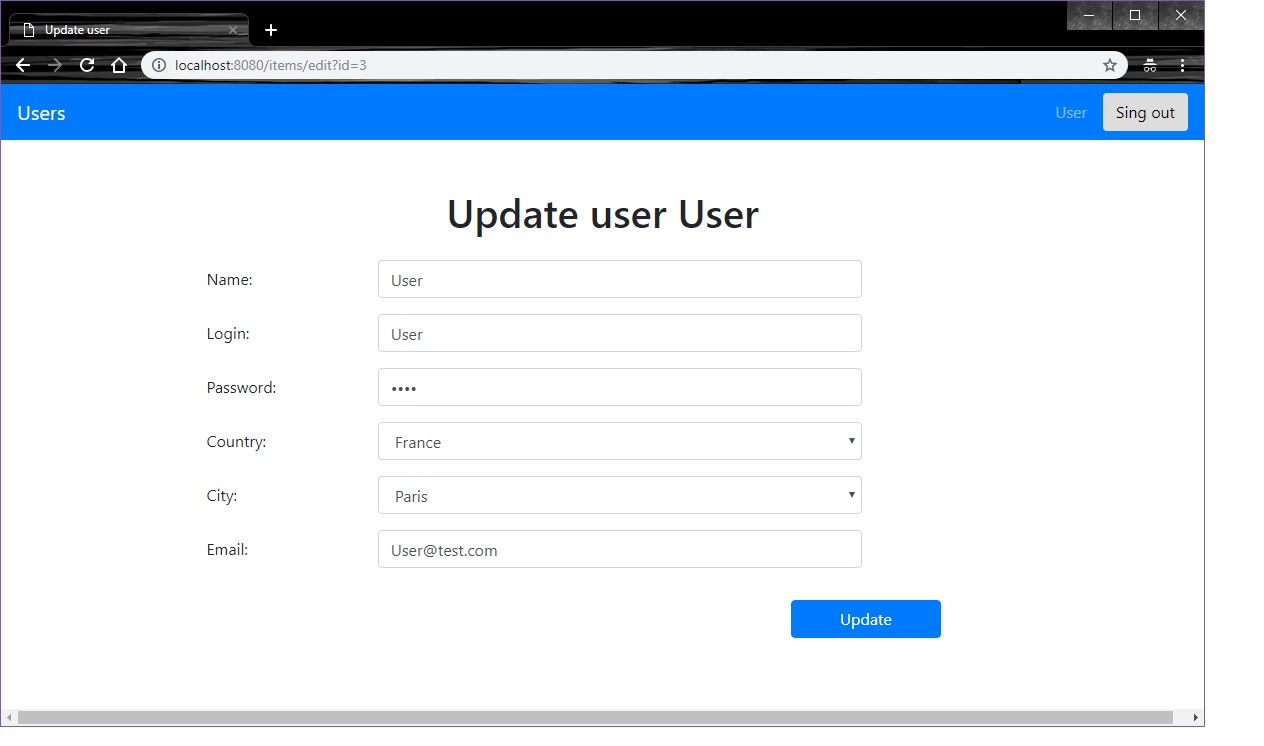 Update user
localhost:8080/items/edit?id=3
Users User Sing out
Update user User
Name: User
Login: User
Password: ••••
Country: France
City: Paris
Email: User@test.com
Update